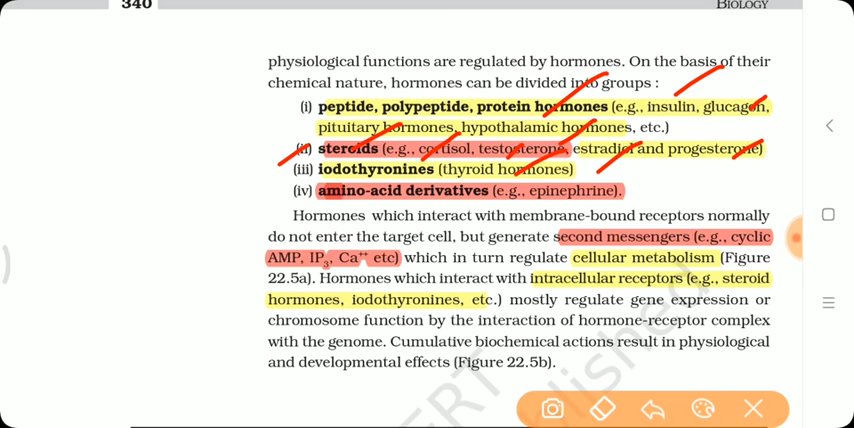 340
BIOLOGY
physiological functions are regulated by hormones. On the basis of their
chemical nature, hormones can be divided into groups :
(i) peptide, polypeptide, protein hormones (e.g., insulin, glucagon,
pituitary hormones, hypothalamic hormones, etc.)
(ii) steroids (e.g., cortisol, testosterone, estradiol and progesterone)
(iii) iodothyronines (thyroid hormones)
(iv) amino-acid derivatives (e.g., epinephrine).
Hormones which interact with membrane-bound receptors normally
do not enter the target cell, but generate second messengers (e.g., cyclic
AMP, IP₃, Ca⁺⁺ etc) which in turn regulate cellular metabolism (Figure
22.5a). Hormones which interact with intracellular receptors (e.g., steroid
hormones, iodothyronines, etc.) mostly regulate gene expression or
chromosome function by the interaction of hormone-receptor complex
with the genome. Cumulative biochemical actions result in physiological
and developmental effects (Figure 22.5b).